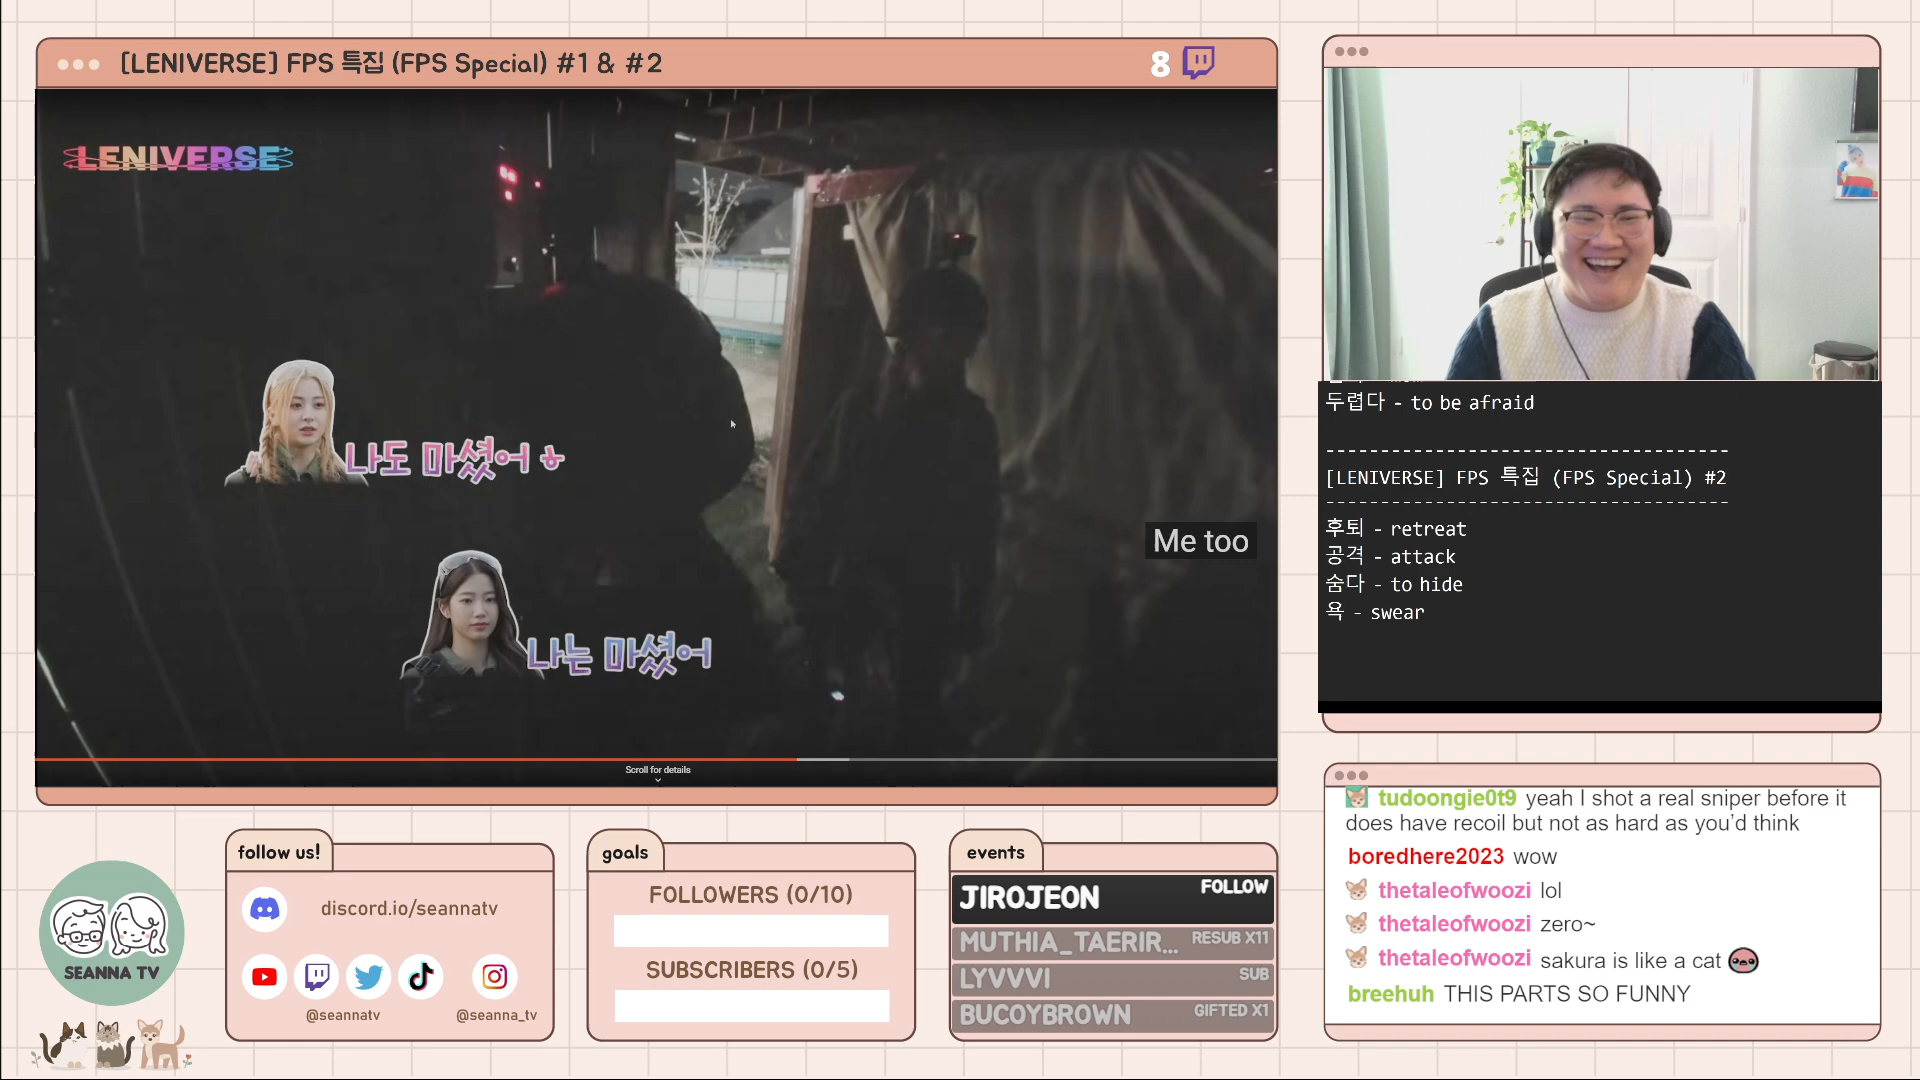 [LENIVERSE] FPS 특집 (FPS Special) #1 & #2
8
LENIVERSE
나도 마셨어 ㅎ
Me too
나는 마셨어
Scroll for details
두렵다 - to be afraid
----------------------------------
[LENIVERSE] FPS 특집 (FPS Special) #2
----------------------------------
후퇴 - retreat
공격 - attack
숨다 - to hide
욕 - swear
tudoongie0t9 yeah I shot a real sniper before it
does have recoil but not as hard as you'd think
boredhere2023 wow
thetaleofwoozi lol
thetaleofwoozi zero~
thetaleofwoozi sakura is like a cat
breehuh THIS PARTS SO FUNNY
SEANNA TV
follow us!
discord.io/seannatv
@seannatv
@seanna_tv
goals
FOLLOWERS (0/10)
SUBSCRIBERS (0/5)
events
JIROJEON FOLLOW
MUTHIA_TAERIR... RESUB X11
LYVVVI SUB
BUCOYBROWN GIFTED X1